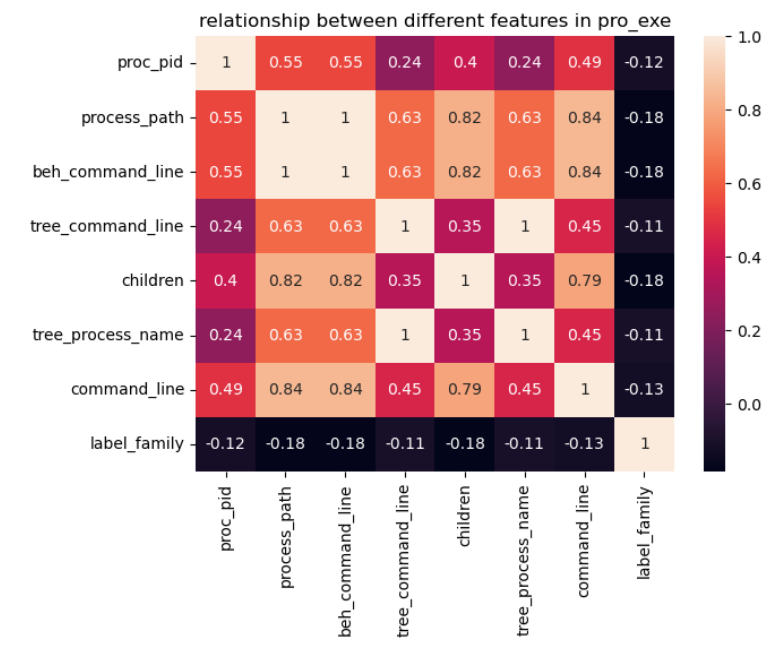 relationship between different features in pro_exe
proc_pid 1 0.55 0.55 0.24 0.4 0.24 0.49 -0.12
process_path 0.55 1 1 0.63 0.82 0.63 0.84 -0.18
beh_command_line 0.55 1 1 0.63 0.82 0.63 0.84 -0.18
tree_command_line 0.24 0.63 0.63 1 0.35 1 0.45 -0.11
children 0.4 0.82 0.82 0.35 1 0.35 0.79 -0.18
tree_process_name 0.24 0.63 0.63 1 0.35 1 0.45 -0.11
command_line 0.49 0.84 0.84 0.45 0.79 0.45 1 -0.13
label_family -0.12 -0.18 -0.18 -0.11 -0.18 -0.11 -0.13 1
proc_pid
process_path
beh_command_line
tree_command_line
children
tree_process_name
command_line
label_family
1.0
0.8
0.6
0.4
0.2
0.0